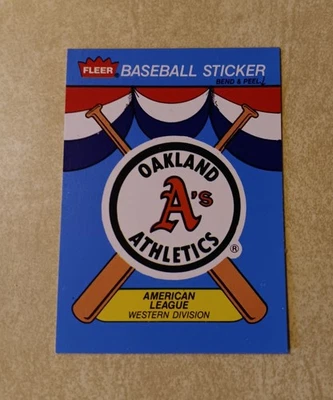 FLEER BASEBALL STICKER
BEND & PEEL
OAKLAND
A's
ATHLETICS ®
AMERICAN
LEAGUE
WESTERN DIVISION